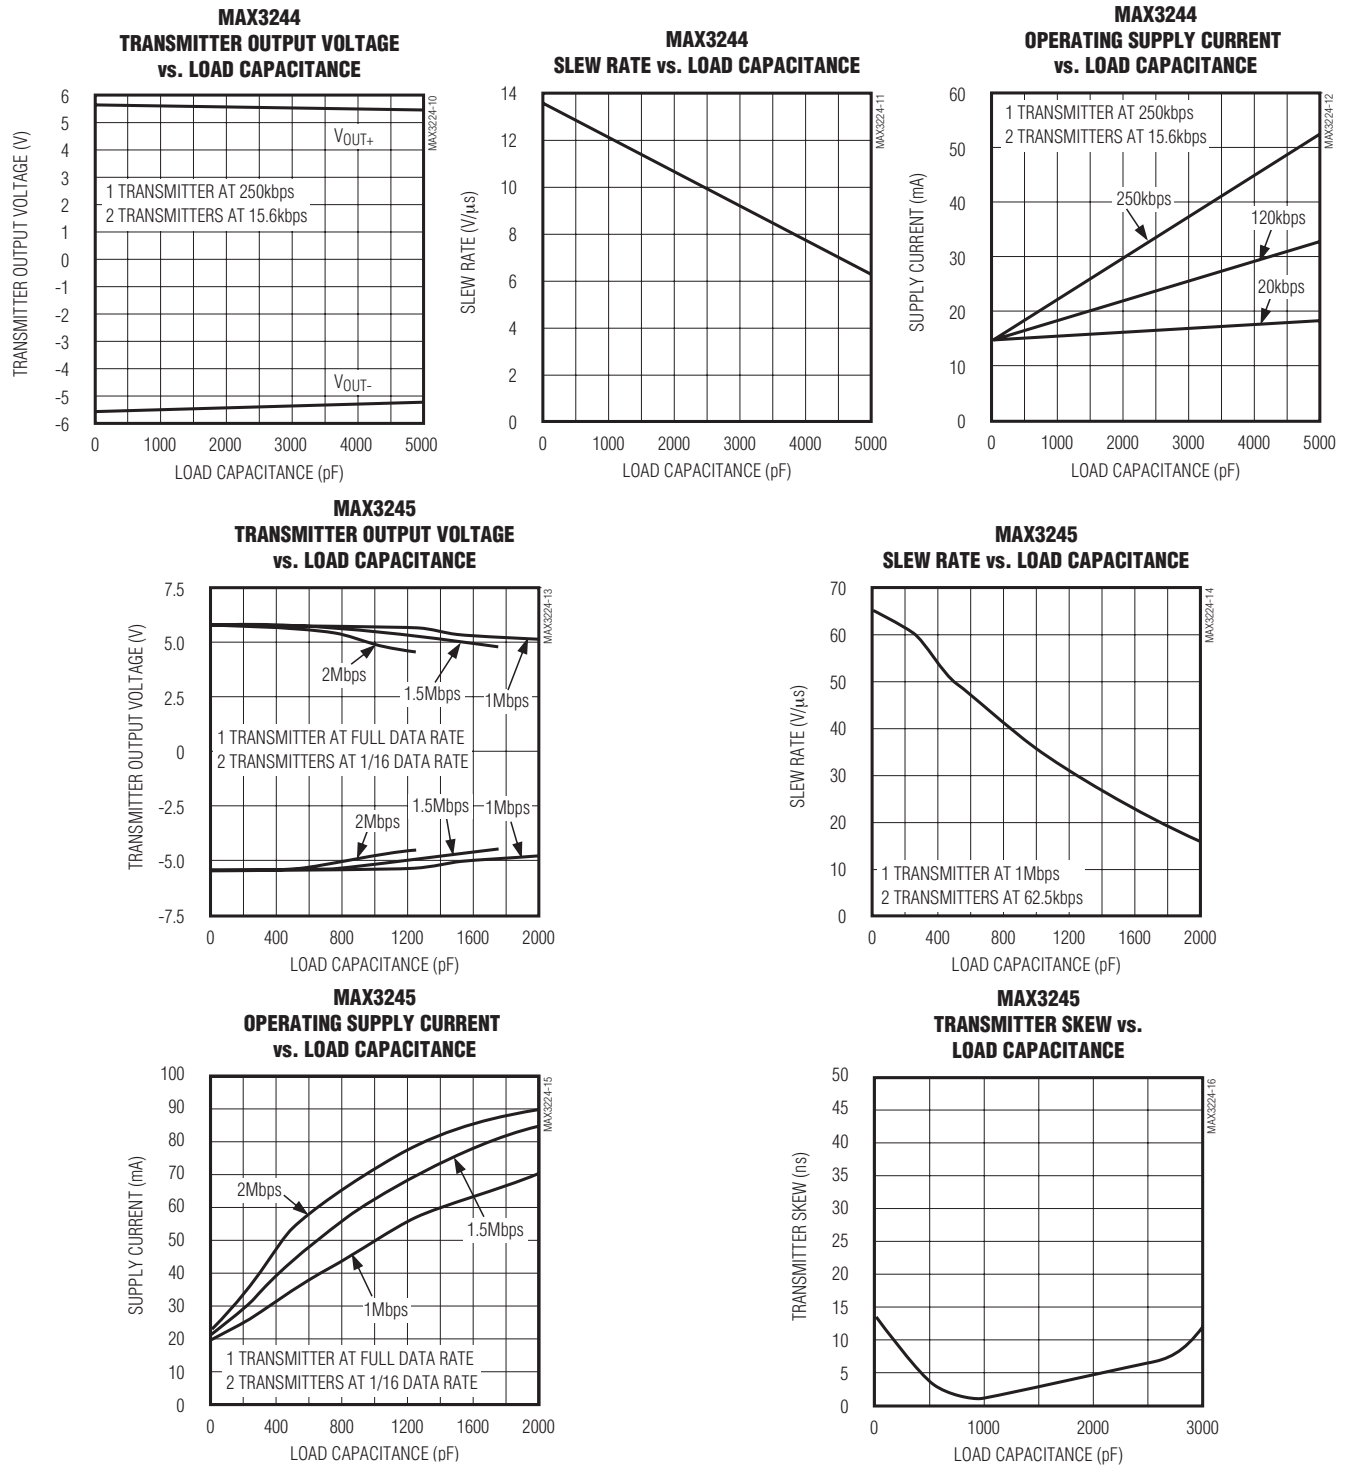 MAX3244
TRANSMITTER OUTPUT VOLTAGE
vs. LOAD CAPACITANCE
MAX3224-10
TRANSMITTER OUTPUT VOLTAGE (V)
6
5
4
3
2
1
0
-1
-2
-3
-4
-5
-6
VOUT+
1 TRANSMITTER AT 250kbps
2 TRANSMITTERS AT 15.6kbps
VOUT-
0 1000 2000 3000 4000 5000
LOAD CAPACITANCE (pF)
MAX3244
SLEW RATE vs. LOAD CAPACITANCE
MAX3224-11
SLEW RATE (V/µs)
14
12
10
8
6
4
2
0
0 1000 2000 3000 4000 5000
LOAD CAPACITANCE (pF)
MAX3244
OPERATING SUPPLY CURRENT
vs. LOAD CAPACITANCE
MAX3224-12
SUPPLY CURRENT (mA)
60
50
40
30
20
10
0
1 TRANSMITTER AT 250kbps
2 TRANSMITTERS AT 15.6kbps
250kbps
120kbps
20kbps
0 1000 2000 3000 4000 5000
LOAD CAPACITANCE (pF)
MAX3245
TRANSMITTER OUTPUT VOLTAGE
vs. LOAD CAPACITANCE
MAX3224-13
TRANSMITTER OUTPUT VOLTAGE (V)
7.5
5.0
2.5
0
-2.5
-5.0
-7.5
2Mbps
1.5Mbps
1Mbps
1 TRANSMITTER AT FULL DATA RATE
2 TRANSMITTERS AT 1/16 DATA RATE
2Mbps
1.5Mbps
1Mbps
0 400 800 1200 1600 2000
LOAD CAPACITANCE (pF)
MAX3245
SLEW RATE vs. LOAD CAPACITANCE
MAX3224-14
SLEW RATE (V/µs)
70
60
50
40
30
20
10
0
1 TRANSMITTER AT 1Mbps
2 TRANSMITTERS AT 62.5kbps
0 400 800 1200 1600 2000
LOAD CAPACITANCE (pF)
MAX3245
OPERATING SUPPLY CURRENT
vs. LOAD CAPACITANCE
MAX3224-15
SUPPLY CURRENT (mA)
100
90
80
70
60
50
40
30
20
10
0
2Mbps
1.5Mbps
1Mbps
1 TRANSMITTER AT FULL DATA RATE
2 TRANSMITTERS AT 1/16 DATA RATE
0 400 800 1200 1600 2000
LOAD CAPACITANCE (pF)
MAX3245
TRANSMITTER SKEW vs.
LOAD CAPACITANCE
MAX3224-16
TRANSMITTER SKEW (ns)
50
45
40
35
30
25
20
15
10
5
0
0 1000 2000 3000
LOAD CAPACITANCE (pF)